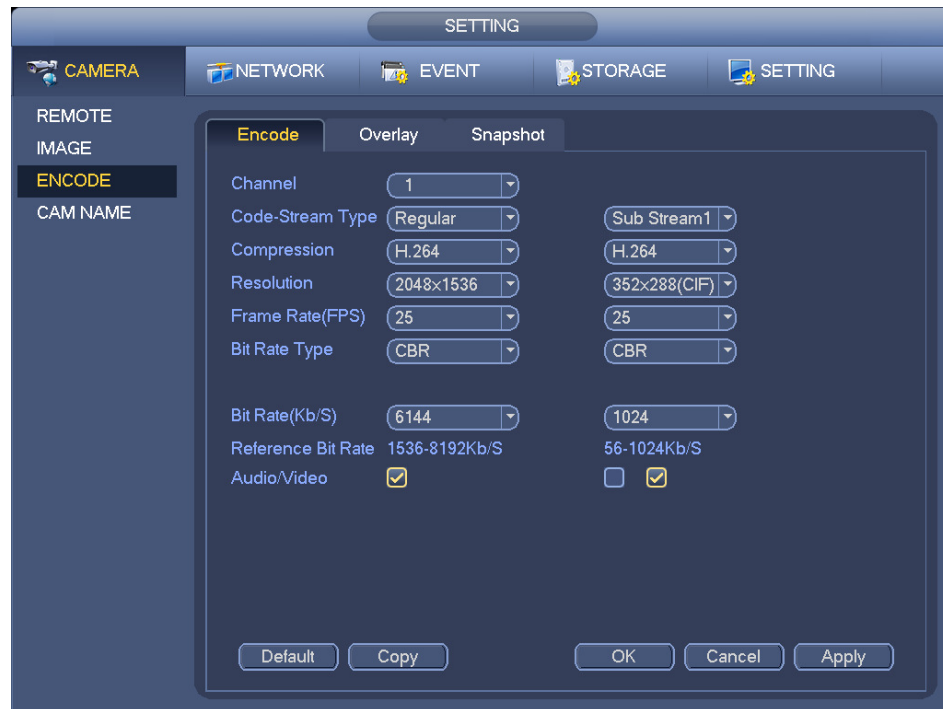 SETTING
CAMERA NETWORK EVENT STORAGE SETTING
REMOTE
IMAGE
ENCODE
CAM NAME
Encode Overlay Snapshot
Channel 1
Code-Stream Type Regular Sub Stream1
Compression H.264 H.264
Resolution 2048×1536 352×288(CIF)
Frame Rate(FPS) 25 25
Bit Rate Type CBR CBR
Bit Rate(Kb/S) 6144 1024
Reference Bit Rate 1536-8192Kb/S 56-1024Kb/S
Audio/Video
Default Copy OK Cancel Apply